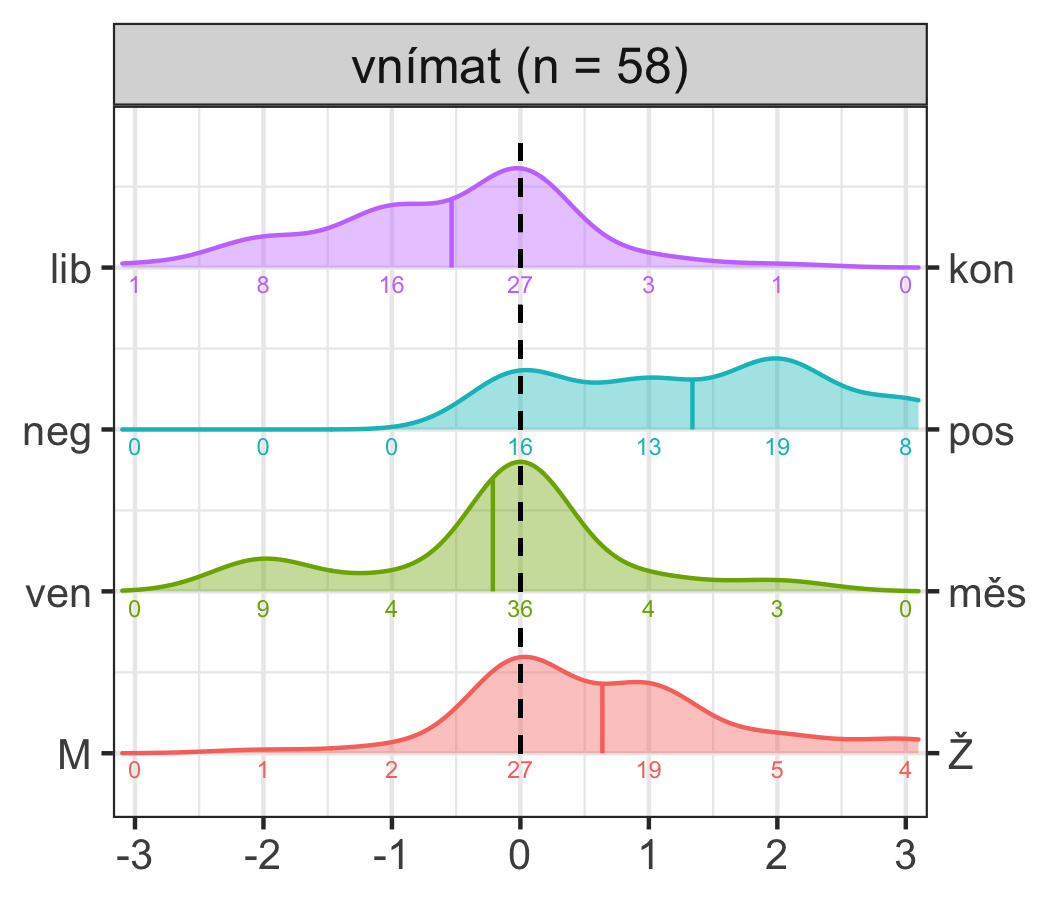 vnímat (n = 58)
lib kon
1 8 16 27 3 1 0
neg pos
0 0 0 16 13 19 8
ven měs
0 9 4 36 4 3 0
M Ž
0 1 2 27 19 5 4
-3 -2 -1 0 1 2 3